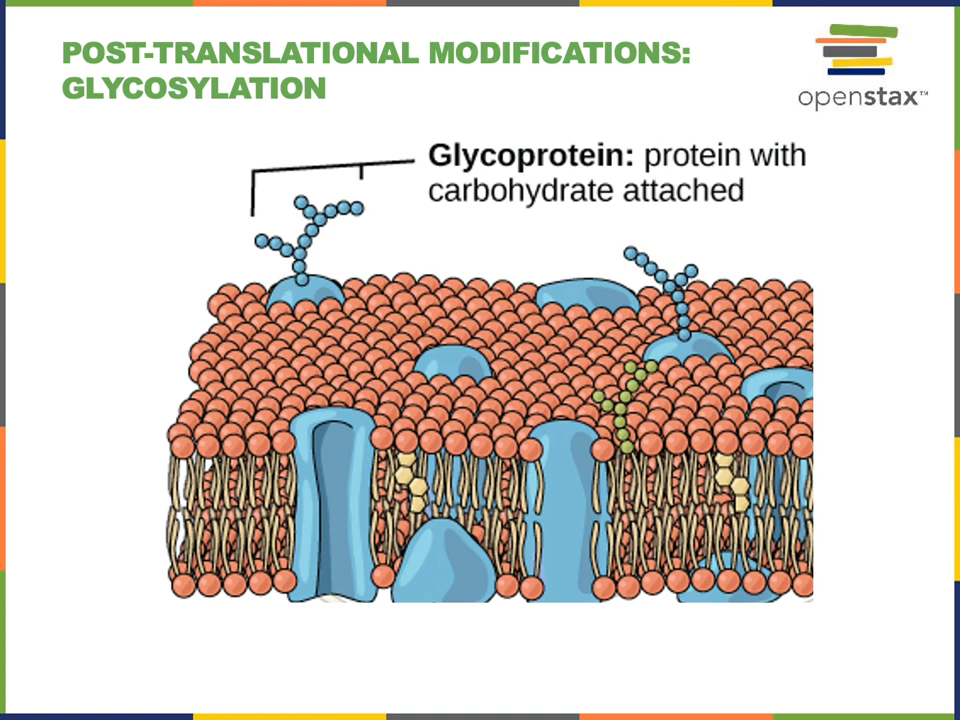 POST-TRANSLATIONAL MODIFICATIONS:
GLYCOSYLATION
openstax™
Glycoprotein: protein with
carbohydrate attached